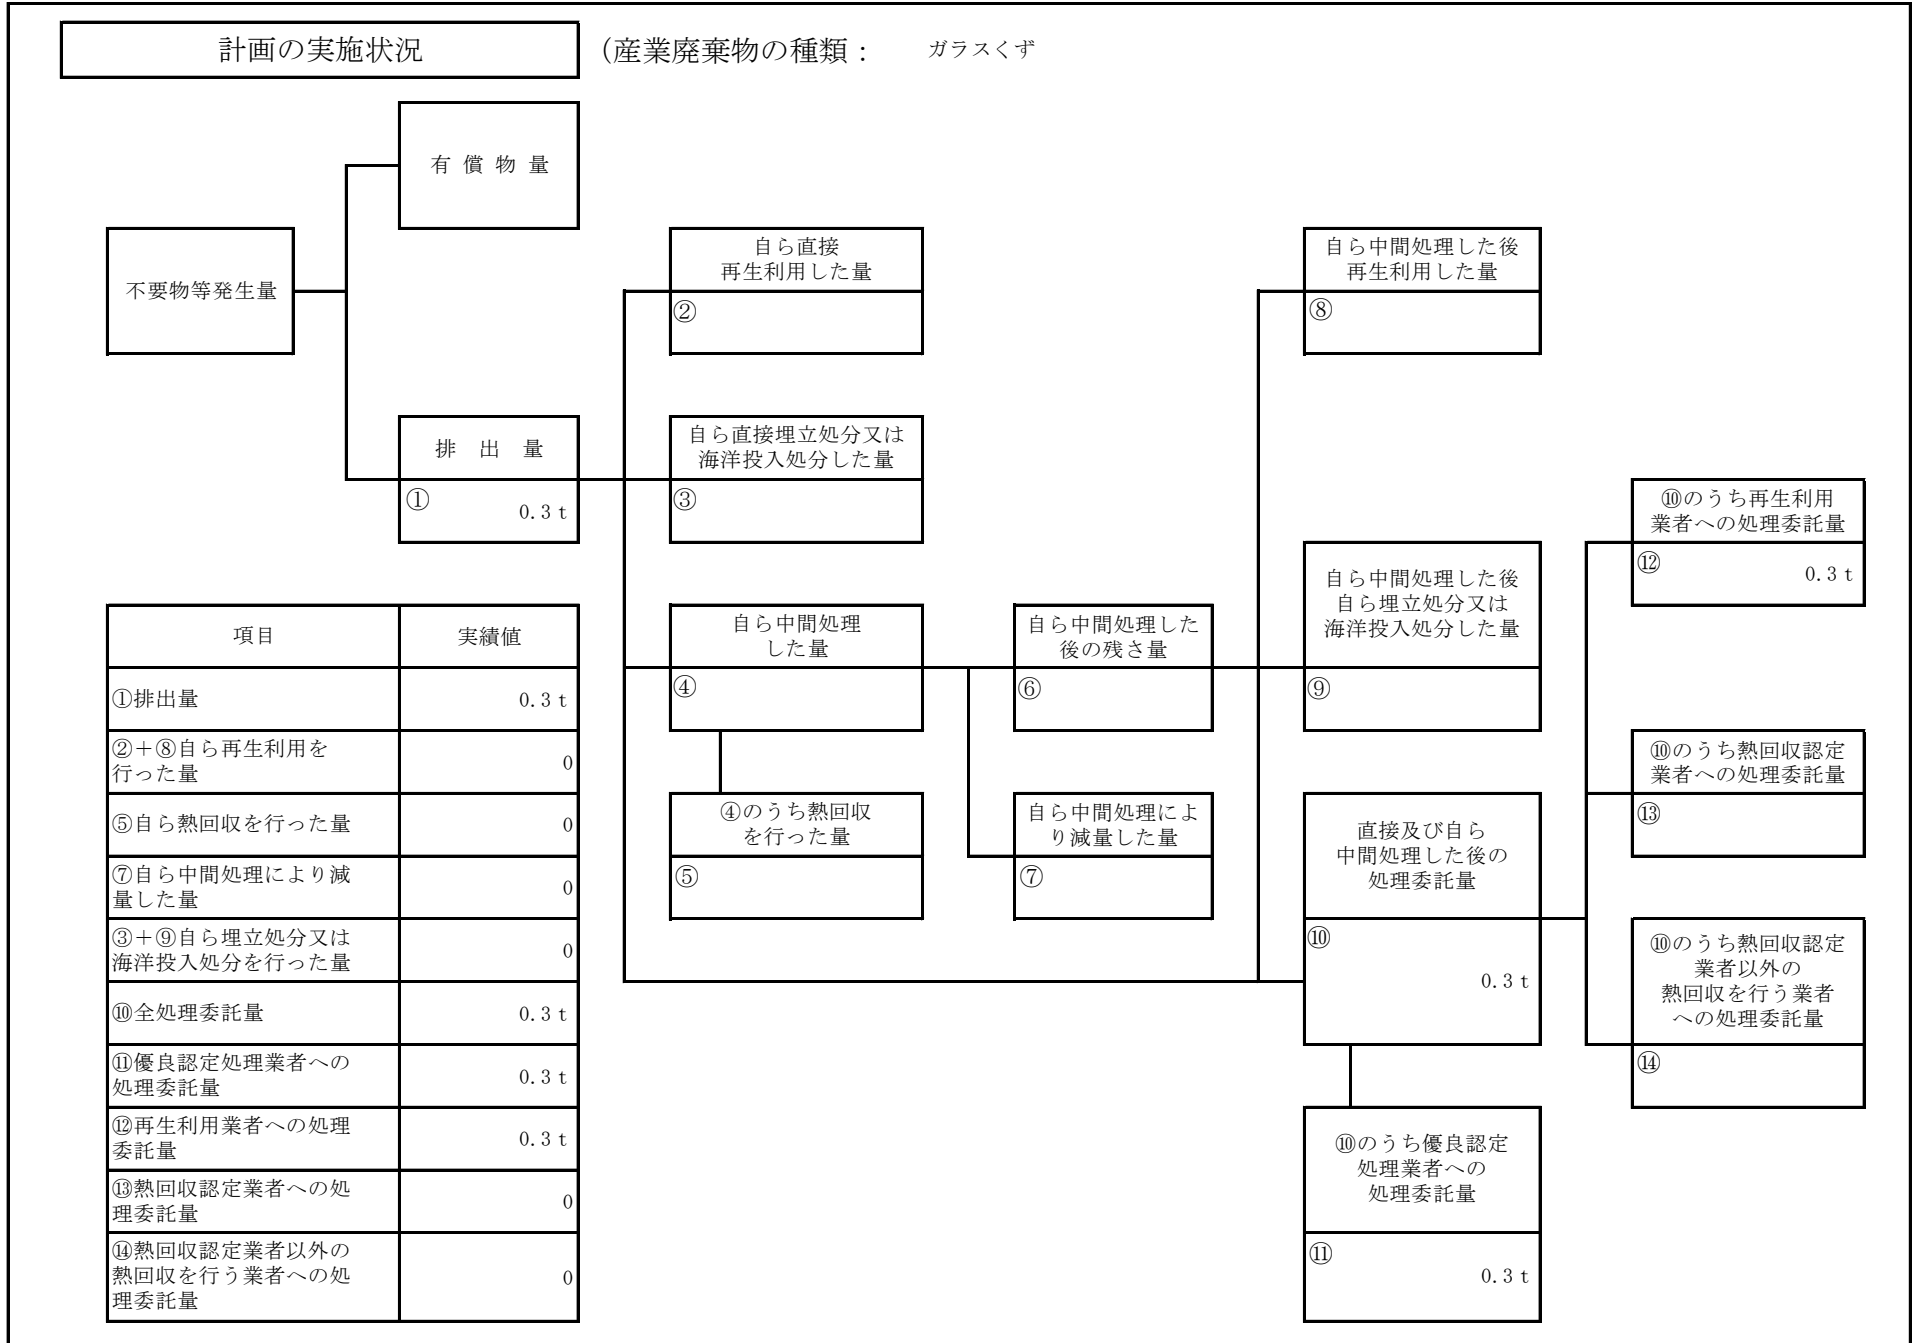 計画の実施状況
（産業廃棄物の種類： ガラスくず
有 償 物 量
不要物等発生量
自ら直接
再生利用した量
②
自ら中間処理した後
再生利用した量
⑧
排 出 量
① 0.3ｔ
自ら直接埋立処分又は
海洋投入処分した量
③
⑩のうち再生利用
業者への処理委託量
⑫ 0.3ｔ
自ら中間処理
した量
④
自ら中間処理した
後の残さ量
⑥
自ら中間処理した後
自ら埋立処分又は
海洋投入処分した量
⑨
④のうち熱回収
を行った量
⑤
自ら中間処理によ
り減量した量
⑦
⑩のうち熱回収認定
業者への処理委託量
⑬
直接及び自ら
中間処理した後の
処理委託量
⑩
0.3ｔ
⑩のうち熱回収認定
業者以外の
熱回収を行う業者
への処理委託量
⑭
⑩のうち優良認定
処理業者への
処理委託量
⑪
0.3ｔ
項目 実績値
①排出量 0.3ｔ
②＋⑧自ら再生利用を
行った量 0
⑤自ら熱回収を行った量 0
⑦自ら中間処理により減
量した量 0
③＋⑨自ら埋立処分又は
海洋投入処分を行った量 0
⑩全処理委託量 0.3ｔ
⑪優良認定処理業者への
処理委託量 0.3ｔ
⑫再生利用業者への処理
委託量 0.3ｔ
⑬熱回収認定業者への処
理委託量 0
⑭熱回収認定業者以外の
熱回収を行う業者への処
理委託量 0